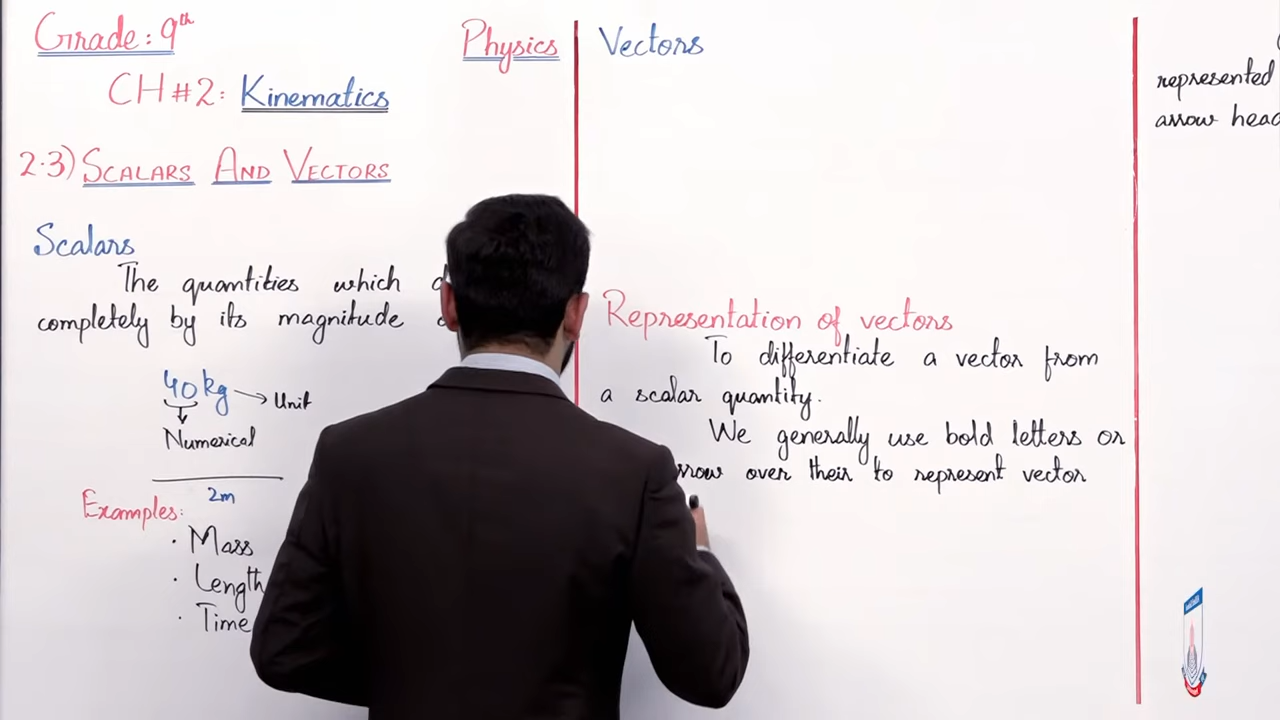 Grade: 9th
Physics
CH#2: Kinematics
2.3) SCALARS AND VECTORS
Scalars
The quantities which
completely by its magnitude
40 kg → Unit
Numerical
2m
Examples:
· Mass
· Length
· Time
Vectors
Representation of vectors
To differentiate a vector from
a scalar quantity.
We generally use bold letters or
over their to represent vector
represented
arrow head